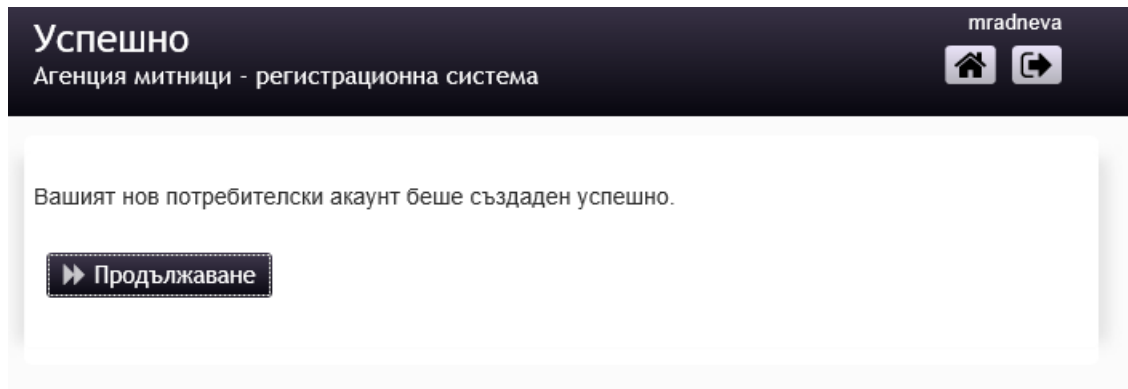 Успешно
mradneva
Агенция митници - регистрационна система
Вашият нов потребителски акаунт беше създаден успешно.
Продължаване